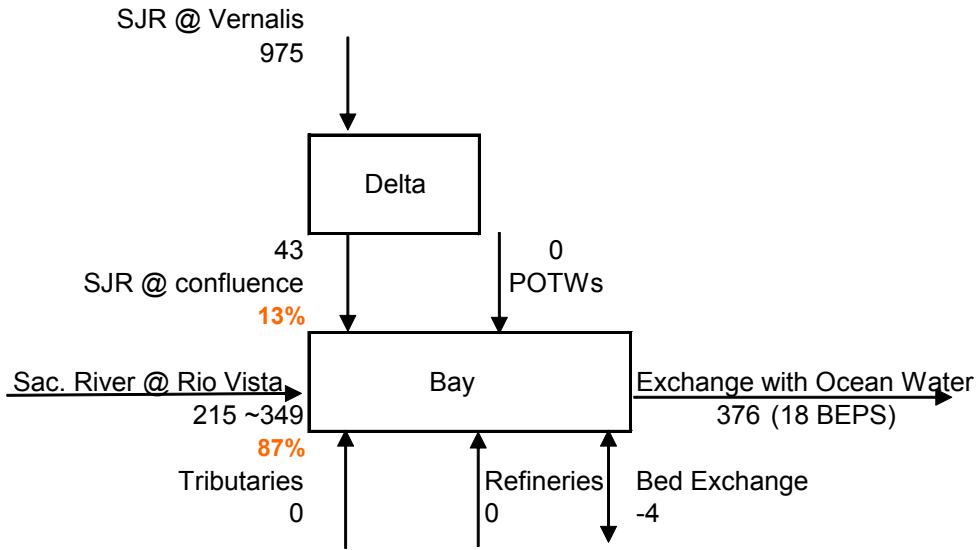 SJR @ Vernalis
975
Delta
43
SJR @ confluence
13%
0
POTWs
Sac. River @ Rio Vista
215 ~349
87%
Bay
Exchange with Ocean Water
376 (18 BEPS)
Tributaries
0
Refineries
0
Bed Exchange
-4